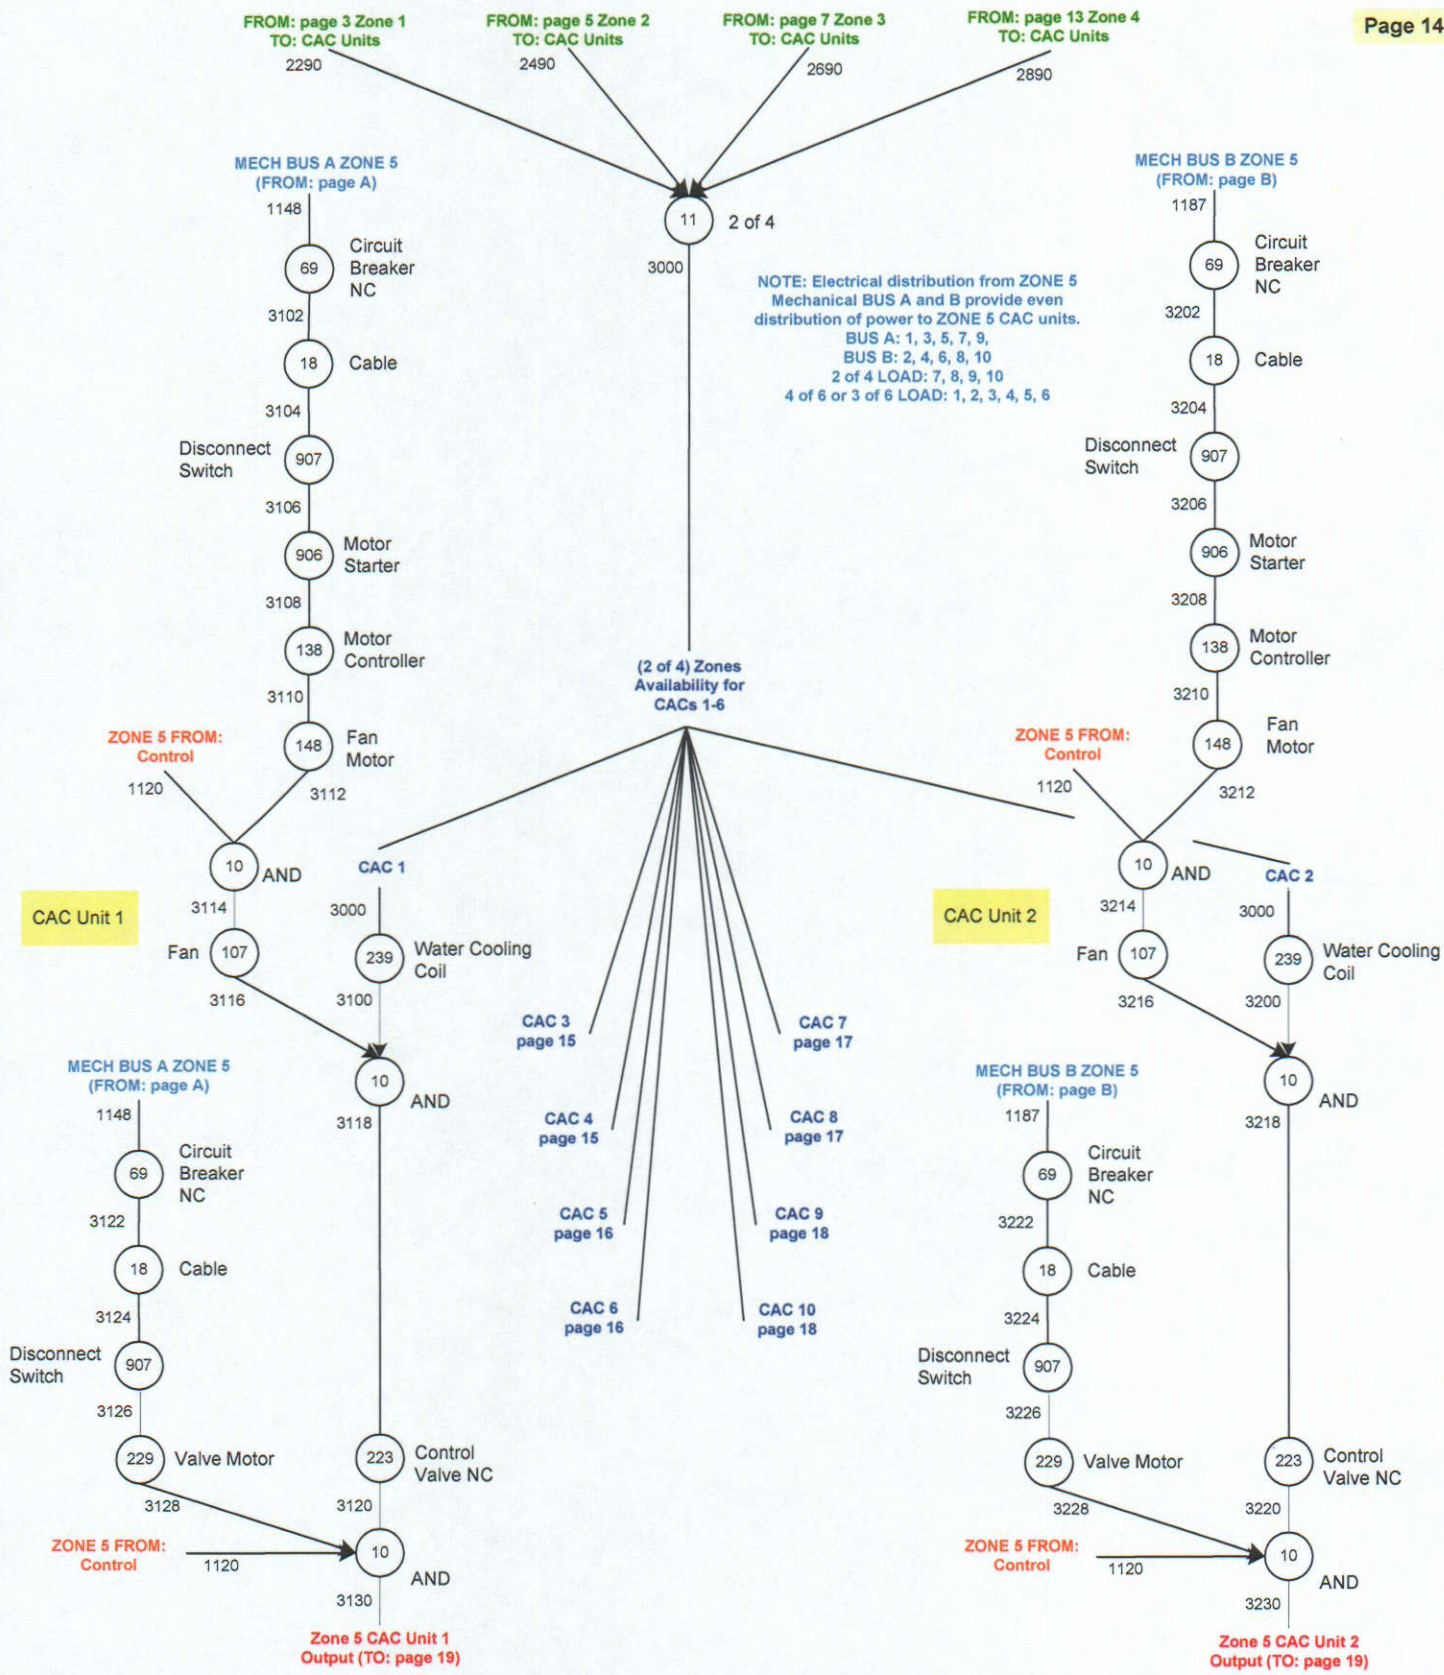 Page 14
FROM: page 3 Zone 1
TO: CAC Units
2290
FROM: page 5 Zone 2
TO: CAC Units
2490
FROM: page 7 Zone 3
TO: CAC Units
2690
FROM: page 13 Zone 4
TO: CAC Units
2890
11
2 of 4
3000
NOTE: Electrical distribution from ZONE 5
Mechanical BUS A and B provide even
distribution of power to ZONE 5 CAC units.
BUS A: 1, 3, 5, 7, 9,
BUS B: 2, 4, 6, 8, 10
2 of 4 LOAD: 7, 8, 9, 10
4 of 6 or 3 of 6 LOAD: 1, 2, 3, 4, 5, 6
MECH BUS A ZONE 5
(FROM: page A)
1148
69
Circuit
Breaker
NC
3102
18
Cable
3104
Disconnect
Switch
907
3106
906
Motor
Starter
3108
138
Motor
Controller
3110
148
Fan
Motor
3112
ZONE 5 FROM:
Control
1120
10
AND
3114
CAC Unit 1
Fan
107
3116
CAC 1
3000
239
Water Cooling
Coil
3100
10
AND
3118
MECH BUS A ZONE 5
(FROM: page A)
1148
69
Circuit
Breaker
NC
3122
18
Cable
3124
Disconnect
Switch
907
3126
229
Valve Motor
3128
223
Control
Valve NC
3120
ZONE 5 FROM:
Control
1120
10
AND
3130
Zone 5 CAC Unit 1
Output (TO: page 19)
(2 of 4) Zones
Availability for
CACs 1-6
CAC 3
page 15
CAC 4
page 15
CAC 5
page 16
CAC 6
page 16
CAC 7
page 17
CAC 8
page 17
CAC 9
page 18
CAC 10
page 18
MECH BUS B ZONE 5
(FROM: page B)
1187
69
Circuit
Breaker
NC
3202
18
Cable
3204
Disconnect
Switch
907
3206
906
Motor
Starter
3208
138
Motor
Controller
3210
148
Fan
Motor
3212
ZONE 5 FROM:
Control
1120
10
AND
3214
CAC Unit 2
Fan
107
3216
CAC 2
3000
239
Water Cooling
Coil
3200
10
AND
3218
MECH BUS B ZONE 5
(FROM: page B)
1187
69
Circuit
Breaker
NC
3222
18
Cable
3224
Disconnect
Switch
907
3226
229
Valve Motor
3228
223
Control
Valve NC
3220
ZONE 5 FROM:
Control
1120
10
AND
3230
Zone 5 CAC Unit 2
Output (TO: page 19)